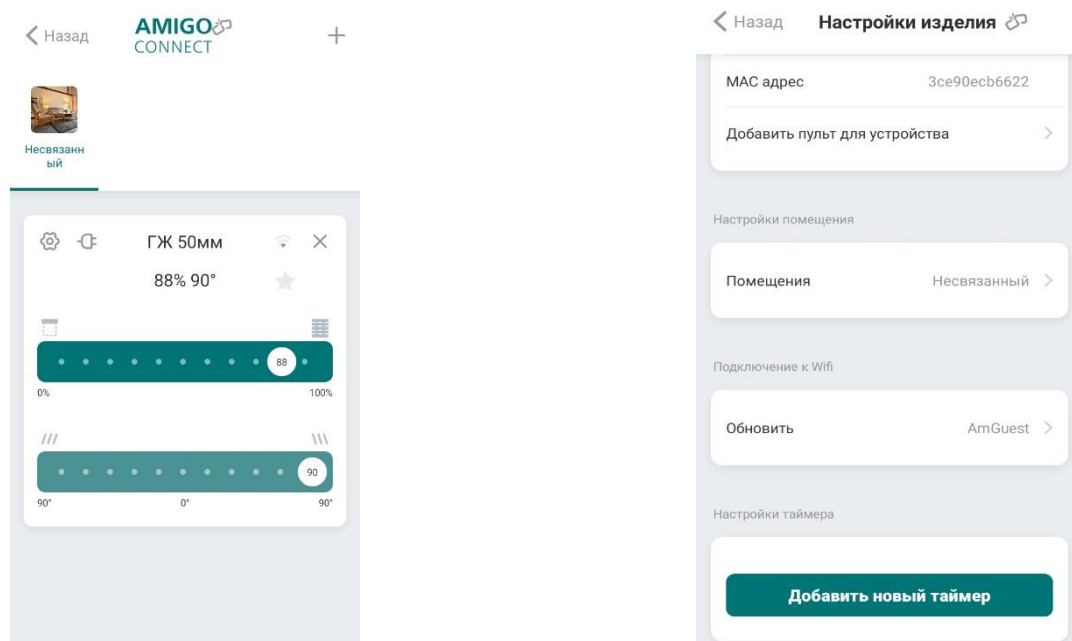 Назад
AMIGO
CONNECT
Несвязанн
ый
ГЖ 50мм
88% 90°
88
0% 100%
90
90° 0° 90°
Назад Настройки изделия
MAC адрес 3ce90ecb6622
Добавить пульт для устройства
Настройки помещения
Помещения Несвязанный
Подключение к Wifi
Обновить AmGuest
Настройки таймера
Добавить новый таймер